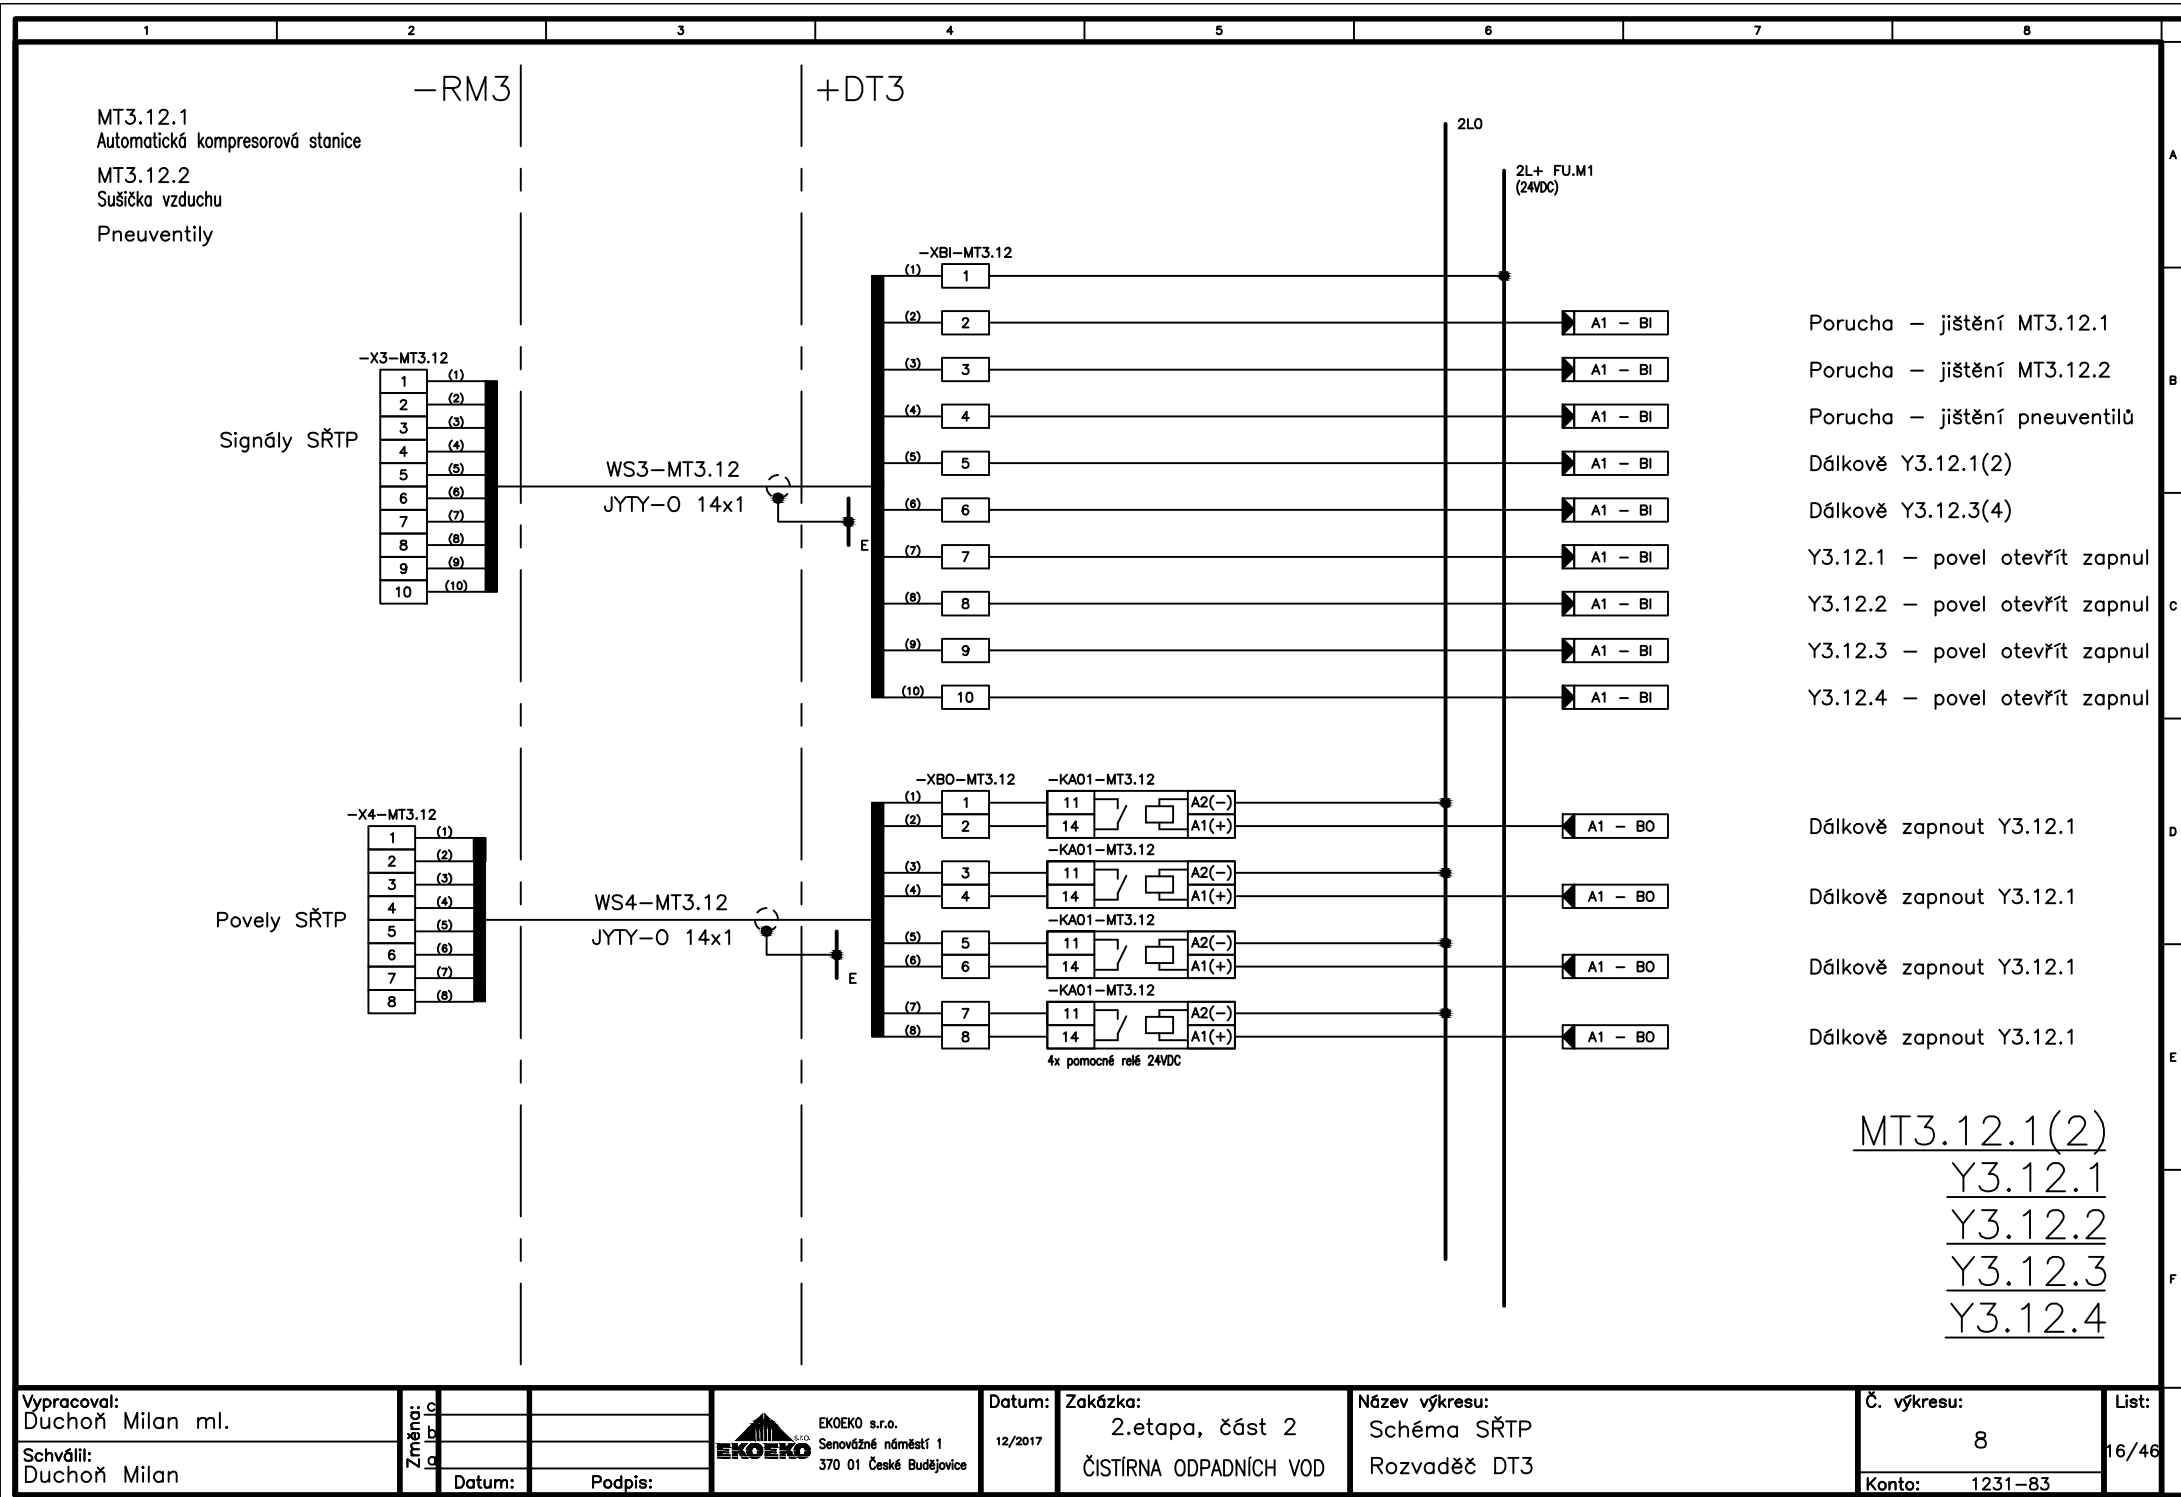 1 2 3 4 5 6 7 8
-RM3
+DT3
MT3.12.1
Automatická kompresorová stanice
MT3.12.2
Sušička vzduchu
Pneuventily
2L0
2L+ FU.M1
(24VDC)
A
B
C
D
E
F
-X3-MT3.12
1 (1)
2 (2)
3 (3)
4 (4)
5 (5)
6 (6)
7 (7)
8 (8)
9 (9)
10 (10)
Signály SŘTP
WS3-MT3.12
JYTY-O 14x1
E
-XBI-MT3.12
(1) 1
(2) 2 A1 - BI Porucha - jištění MT3.12.1
(3) 3 A1 - BI Porucha - jištění MT3.12.2
(4) 4 A1 - BI Porucha - jištění pneuventilů
(5) 5 A1 - BI Dálkově Y3.12.1(2)
(6) 6 A1 - BI Dálkově Y3.12.3(4)
(7) 7 A1 - BI Y3.12.1 - povel otevřít zapnul
(8) 8 A1 - BI Y3.12.2 - povel otevřít zapnul
(9) 9 A1 - BI Y3.12.3 - povel otevřít zapnul
(10) 10 A1 - BI Y3.12.4 - povel otevřít zapnul
-X4-MT3.12
1 (1)
2 (2)
3 (3)
4 (4)
5 (5)
6 (6)
7 (7)
8 (8)
Povely SŘTP
WS4-MT3.12
JYTY-O 14x1
E
-XBO-MT3.12 -KA01-MT3.12
(1) 1 11 A2(-)
(2) 2 14 A1(+) A1 - BO Dálkově zapnout Y3.12.1
-KA01-MT3.12
(3) 3 11 A2(-)
(4) 4 14 A1(+) A1 - BO Dálkově zapnout Y3.12.1
-KA01-MT3.12
(5) 5 11 A2(-)
(6) 6 14 A1(+) A1 - BO Dálkově zapnout Y3.12.1
-KA01-MT3.12
(7) 7 11 A2(-)
(8) 8 14 A1(+) A1 - BO Dálkově zapnout Y3.12.1
4x pomocné relé 24VDC
MT3.12.1(2)
Y3.12.1
Y3.12.2
Y3.12.3
Y3.12.4
Vypracoval:
Duchoň Milan ml.
Schválil:
Duchoň Milan
Změna:
c
b
a
Datum: Podpis:
EKOEKO s.r.o.
EKOEKO s.r.o.
Senovážné náměstí 1
370 01 České Budějovice
Datum:
12/2017
Zakázka:
2.etapa, část 2
ČISTÍRNA ODPADNÍCH VOD
Název výkresu:
Schéma SŘTP
Rozvaděč DT3
Č. výkresu:
8
Konto: 1231-83
List:
16/46